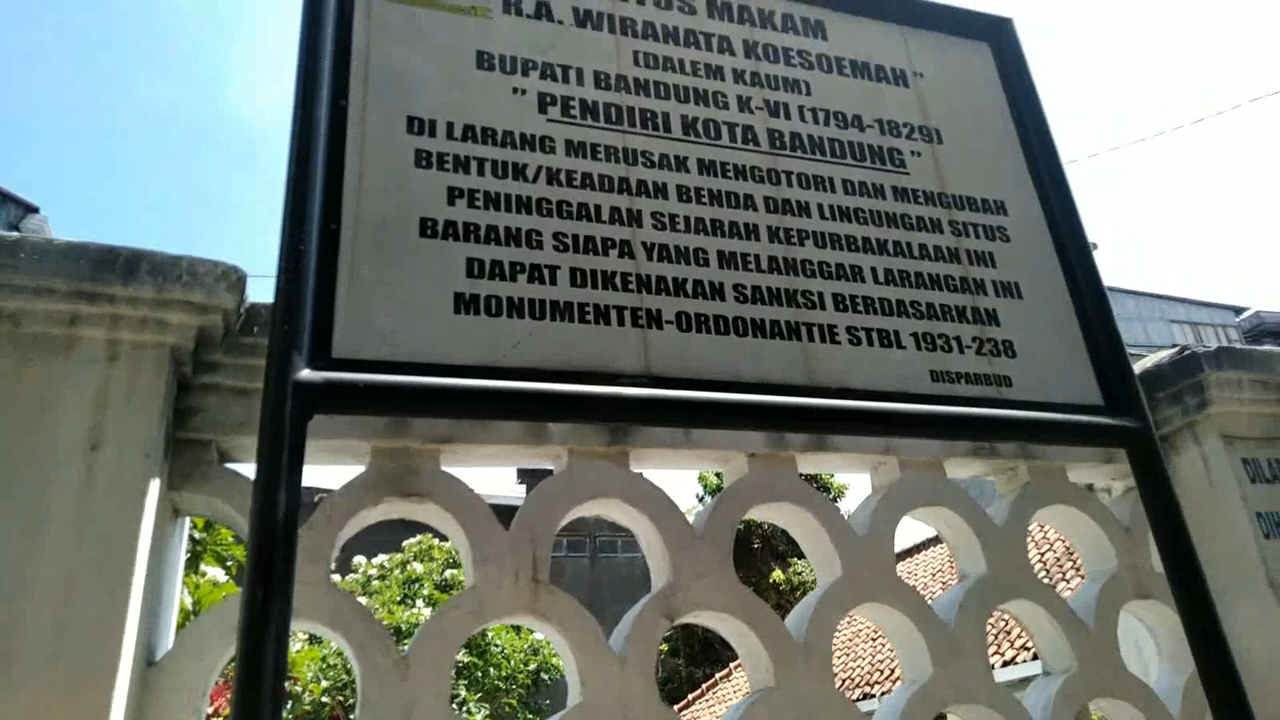 SITUS MAKAM
R.A. WIRANATA KOESOEMAH"
(DALEM KAUM)
BUPATI BANDUNG K-VI (1794-1829)
" PENDIRI KOTA BANDUNG "
DI LARANG MERUSAK MENGOTORI DAN MENGUBAH
BENTUK/KEADAAN BENDA DAN LINGUNGAN SITUS
PENINGGALAN SEJARAH KEPURBAKALAAN INI
BARANG SIAPA YANG MELANGGAR LARANGAN INI
DAPAT DIKENAKAN SANKSI BERDASARKAN
MONUMENTEN-ORDONANTIE STBL 1931-238
DISPARBUD